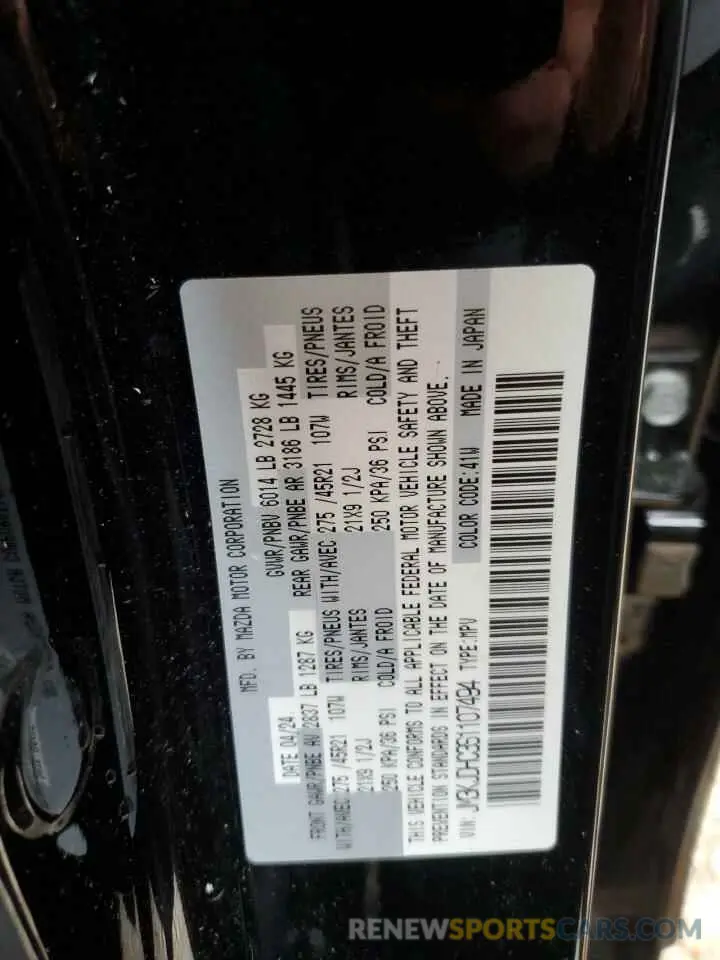 MFD. BY MAZDA MOTOR CORPORATION
DATE 04/24 GVWR/PNBV 6014 LB 2728 KG
FRONT GAWR/PNBE AV 2837 LB 1287 KG REAR GAWR/PNBE AR 3186 LB 1445 KG
WITH/AVEC 275 /45R21 107W TIRES/PNEUS WITH/AVEC 275 /45R21 107W TIRES/PNEUS
21X9 1/2J RIMS/JANTES 21X9 1/2J RIMS/JANTES
250 KPA/36 PSI COLD/A FROID 250 KPA/36 PSI COLD/A FROID
THIS VEHICLE CONFORMS TO ALL APPLICABLE FEDERAL MOTOR VEHICLE SAFETY AND THEFT
PREVENTION STANDARDS IN EFFECT ON THE DATE OF MANUFACTURE SHOWN ABOVE.
VIN: JM3KJDHC3S1107494 TYPE:MPV COLOR CODE:41W MADE IN JAPAN
RENEWSPORTSCARS.COM